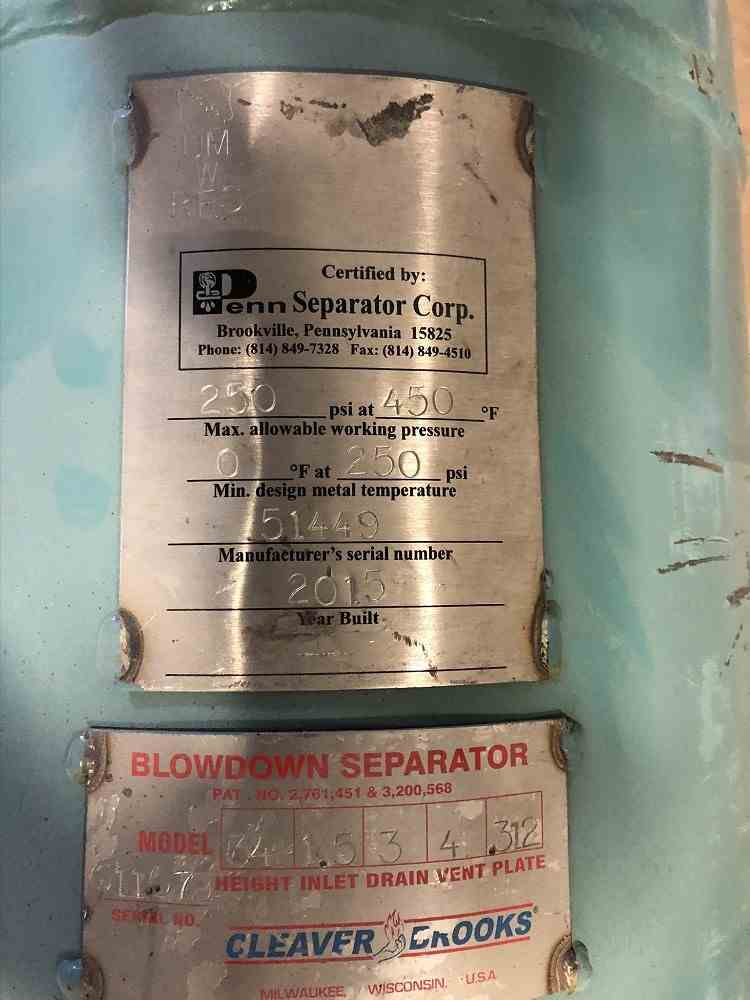 UM
W
Certified by:
Penn Separator Corp.
Brookville, Pennsylvania 15825
Phone: (814) 849-7328 Fax: (814) 849-4510
250 psi at 450 °F
Max. allowable working pressure
0 °F at 250 psi
Min. design metal temperature
51449
Manufacturer's serial number
2015
Year Built
BLOWDOWN SEPARATOR
PAT. NO. 2,761,451 & 3,200,568
MODEL 34 1.5 3 4 .312
HEIGHT INLET DRAIN VENT PLATE
SERIAL NO.
CLEAVER BROOKS
MILWAUKEE, WISCONSIN, U.S.A